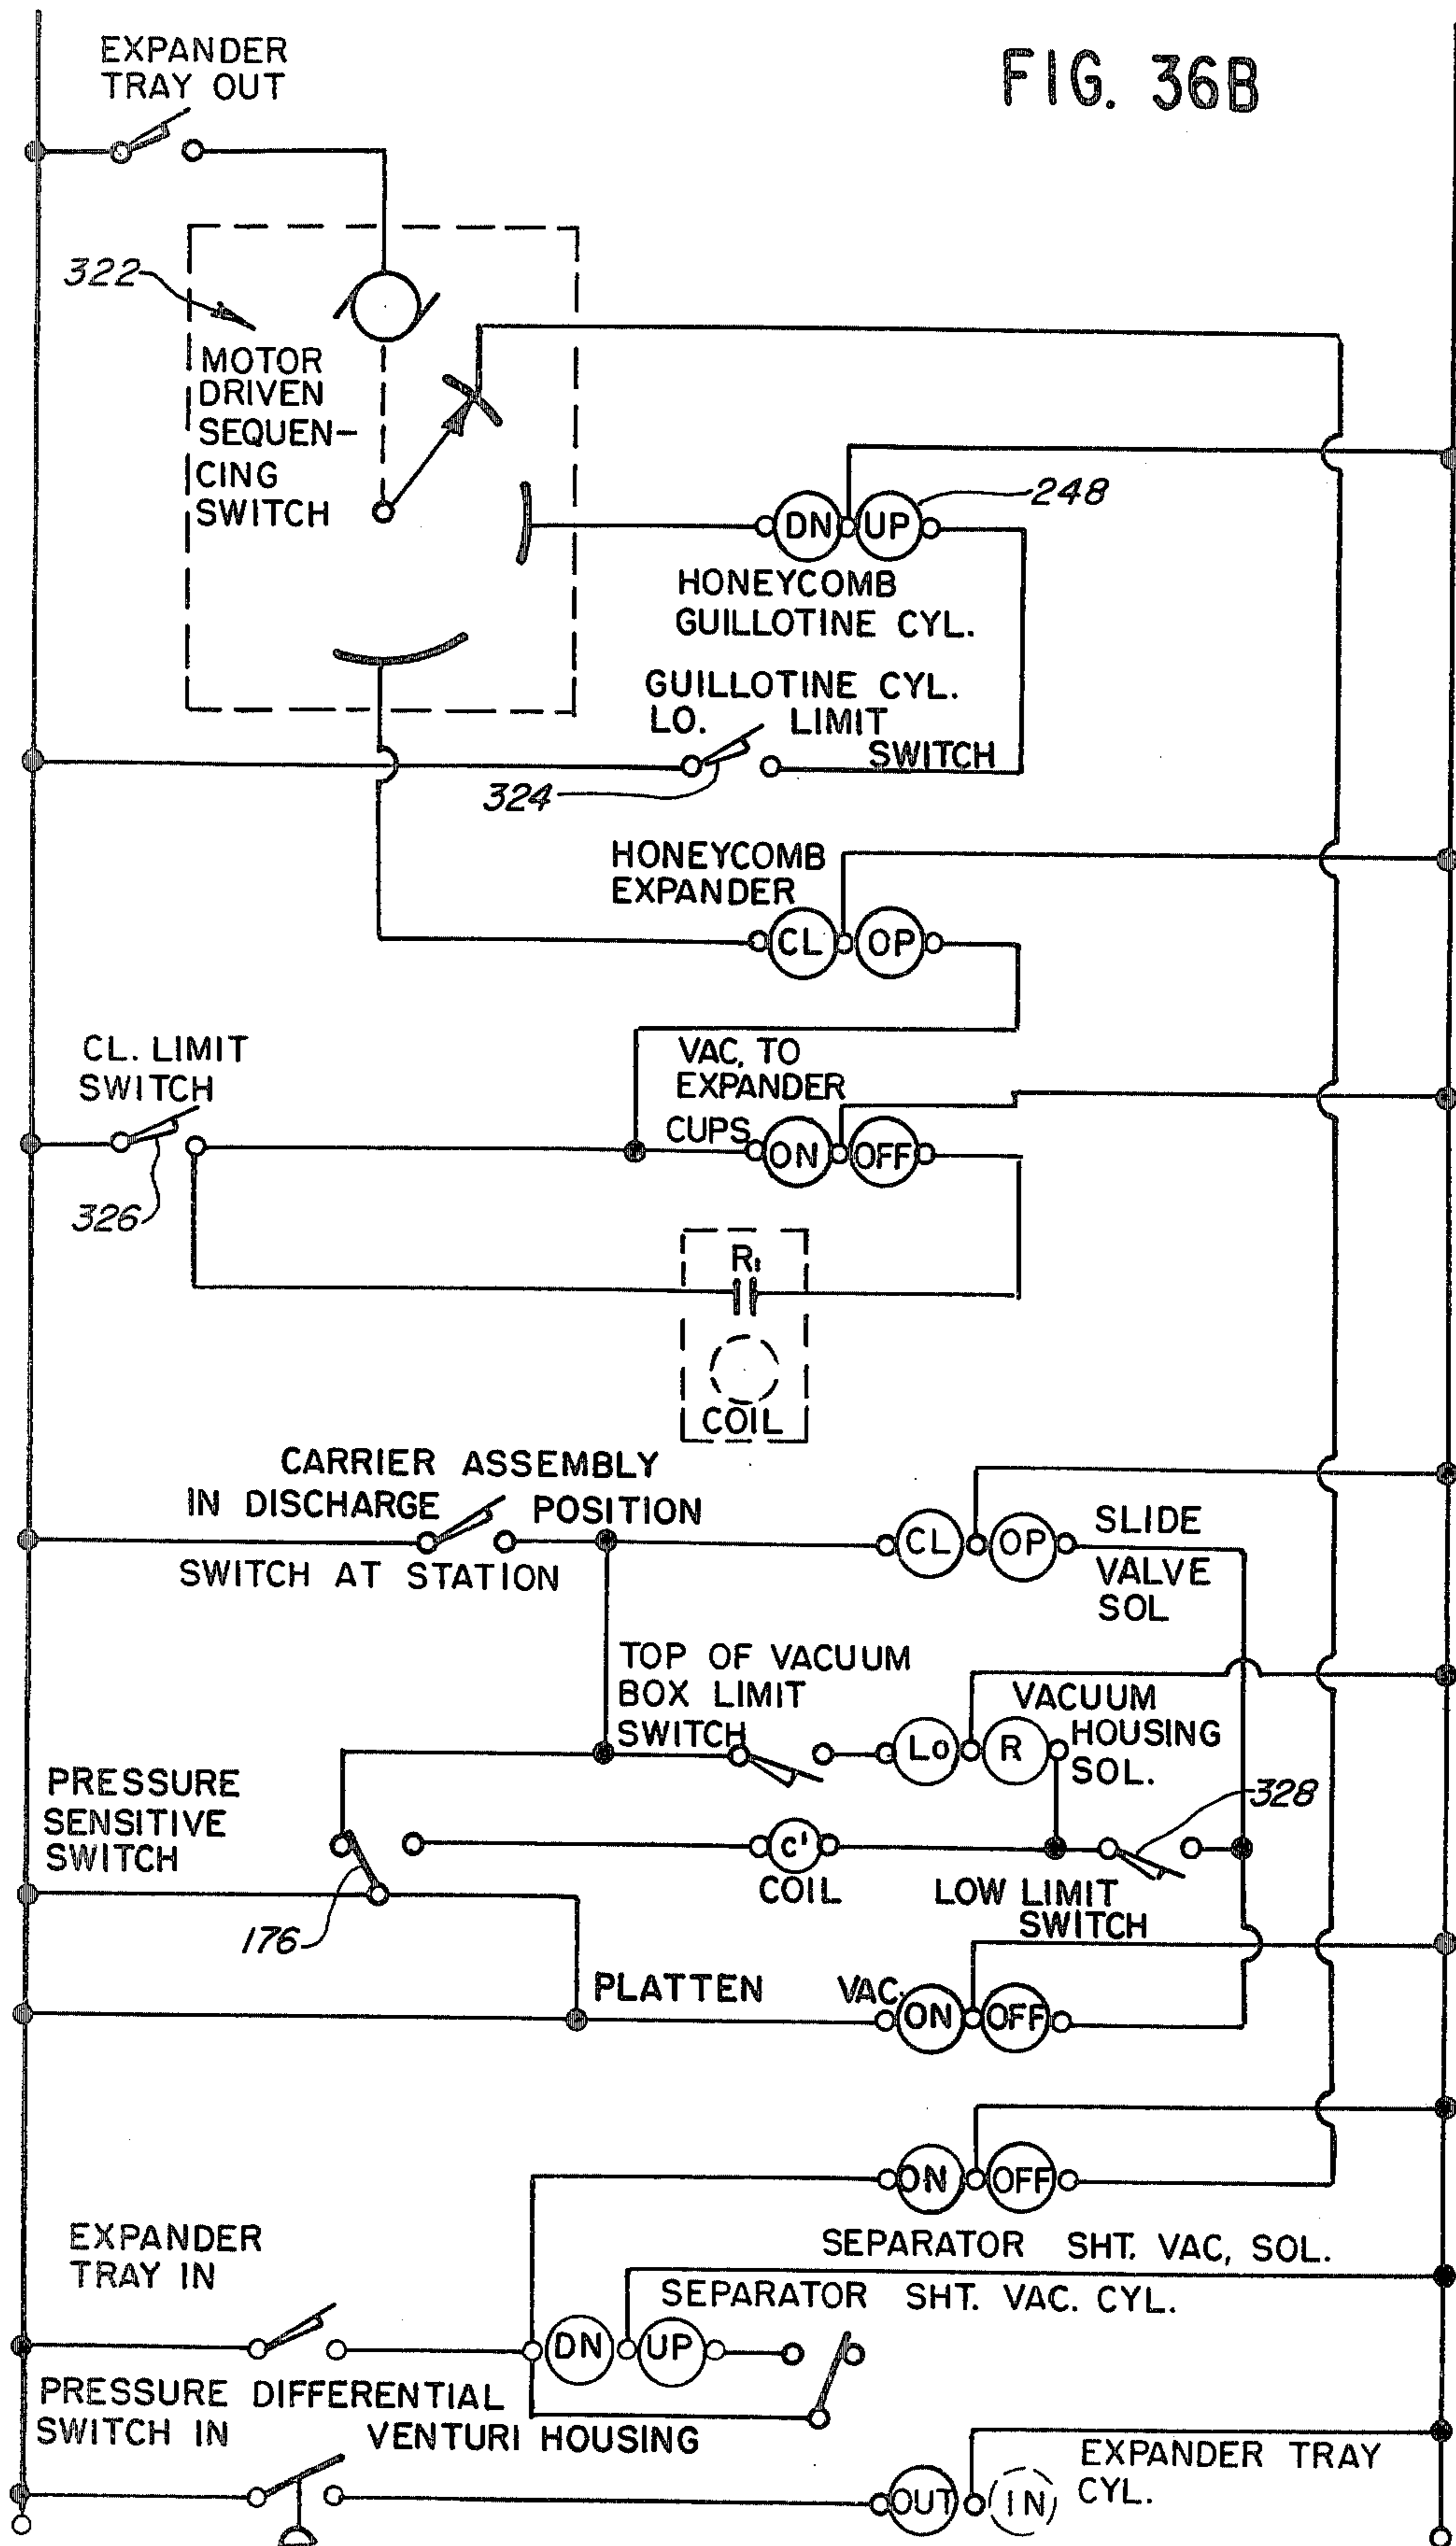 FIG. 36B
EXPANDER
TRAY OUT
322
MOTOR
DRIVEN
SEQUEN-
CING
SWITCH
DN UP
248
HONEYCOMB
GUILLOTINE CYL.
GUILLOTINE CYL.
LO. LIMIT
SWITCH
324
HONEYCOMB
EXPANDER
CL OP
CL. LIMIT
SWITCH
326
VAC. TO
EXPANDER
CUPS
ON OFF
R₁
COIL
CARRIER ASSEMBLY
IN DISCHARGE POSITION
SWITCH AT STATION
CL OP
SLIDE
VALVE
SOL
TOP OF VACUUM
BOX LIMIT
SWITCH
LO R
VACUUM
HOUSING
SOL.
PRESSURE
SENSITIVE
SWITCH
176
C'
COIL
328
LOW LIMIT
SWITCH
PLATTEN VAC.
ON OFF
ON OFF
SEPARATOR SHT. VAC, SOL.
EXPANDER
TRAY IN
SEPARATOR SHT. VAC. CYL.
DN UP
PRESSURE DIFFERENTIAL
SWITCH IN VENTURI HOUSING
OUT IN
EXPANDER TRAY
CYL.